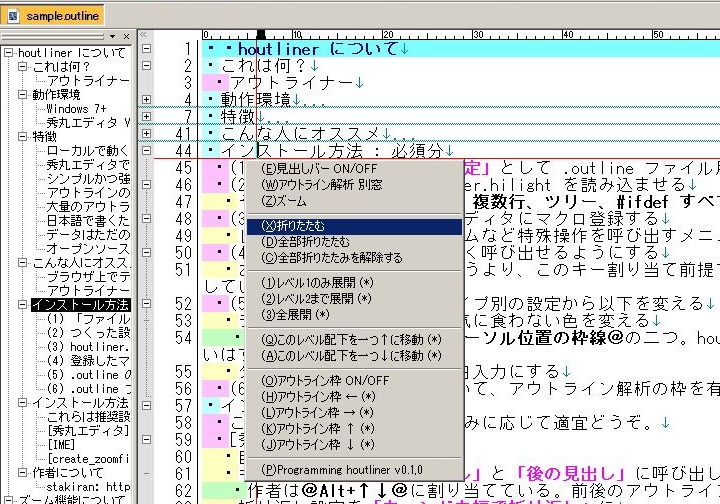 sample.outline
houtliner について
これは何？
アウトライナー
動作環境
Windows 7+
秀丸エディタ V
特徴
ローカルで動く
秀丸エディタで
シンプルかつ強
アウトラインの
大量のアウトラ
日本語で書くた
データはただの
オープンソース
こんな人にオススメ
ブラウザ上でテ
アウトライナー
インストール方法
(1) 「ファイル
(2) つくった設
(3) houtliner.
(4) 登録したマ
(5) .outline の
(6) .outline フ
インストール方法
これらは推奨設
[秀丸エディタ]
[IME]
[create_zoomfi
作者について
stakiran: http
ズーム機能について
0 10 20 30 40 50
1 ・・houtliner について↓
2 ・これは何？↓
3 ・アウトライナー↓
4 ・動作環境↓...
7 ・特徴↓...
41 ・こんな人にオススメ↓...
44 ・インストール方法 : 必須分↓
45 ・(1 定」として .outline ファイル用
46 ・(2 er.hilight を読み込ませる
47 複数行、ツリー、#ifdef すべ
48 ・(3 ディタにマクロ登録する↓
49 ムなど特殊操作を呼び出すメニュ
50 ・(4 く呼び出せるようにする↓
51 うより、このキー割り当て前提
してい
52 ・(5 イプ別の設定から以下を変える↓
53 気に食わない色を変える↓
54 ーソル位置の枠線@の二つ。hou
いはす
55 日入力にする↓
56 ・(6 いて、アウトライン解析の枠を有
57 ・イ
58 みに応じて適宜どうぞ。↓
59 ・[秀
60 ・自
61 し」と「後の見出し」に呼び出し
62 ・作者は@Alt+↑↓@に割り当てている。前後のアウトライ
(E)見出しバー ON/OFF
(W)アウトライン解析 別窓
(Z)ズーム
(X)折りたたむ
(D)全部折りたたむ
(C)全部折りたたみを解除する
(1)レベル1のみ展開 (*)
(2)レベル2まで展開 (*)
(3)全展開 (*)
(Q)このレベル配下を一つ↑に移動 (*)
(A)このレベル配下を一つ↓に移動 (*)
(O)アウトライン枠 ON/OFF
(H)アウトライン枠 ← (*)
(L)アウトライン枠 → (*)
(K)アウトライン枠 ↑ (*)
(J)アウトライン枠 ↓ (*)
(P)Programming houtliner v0.1.0